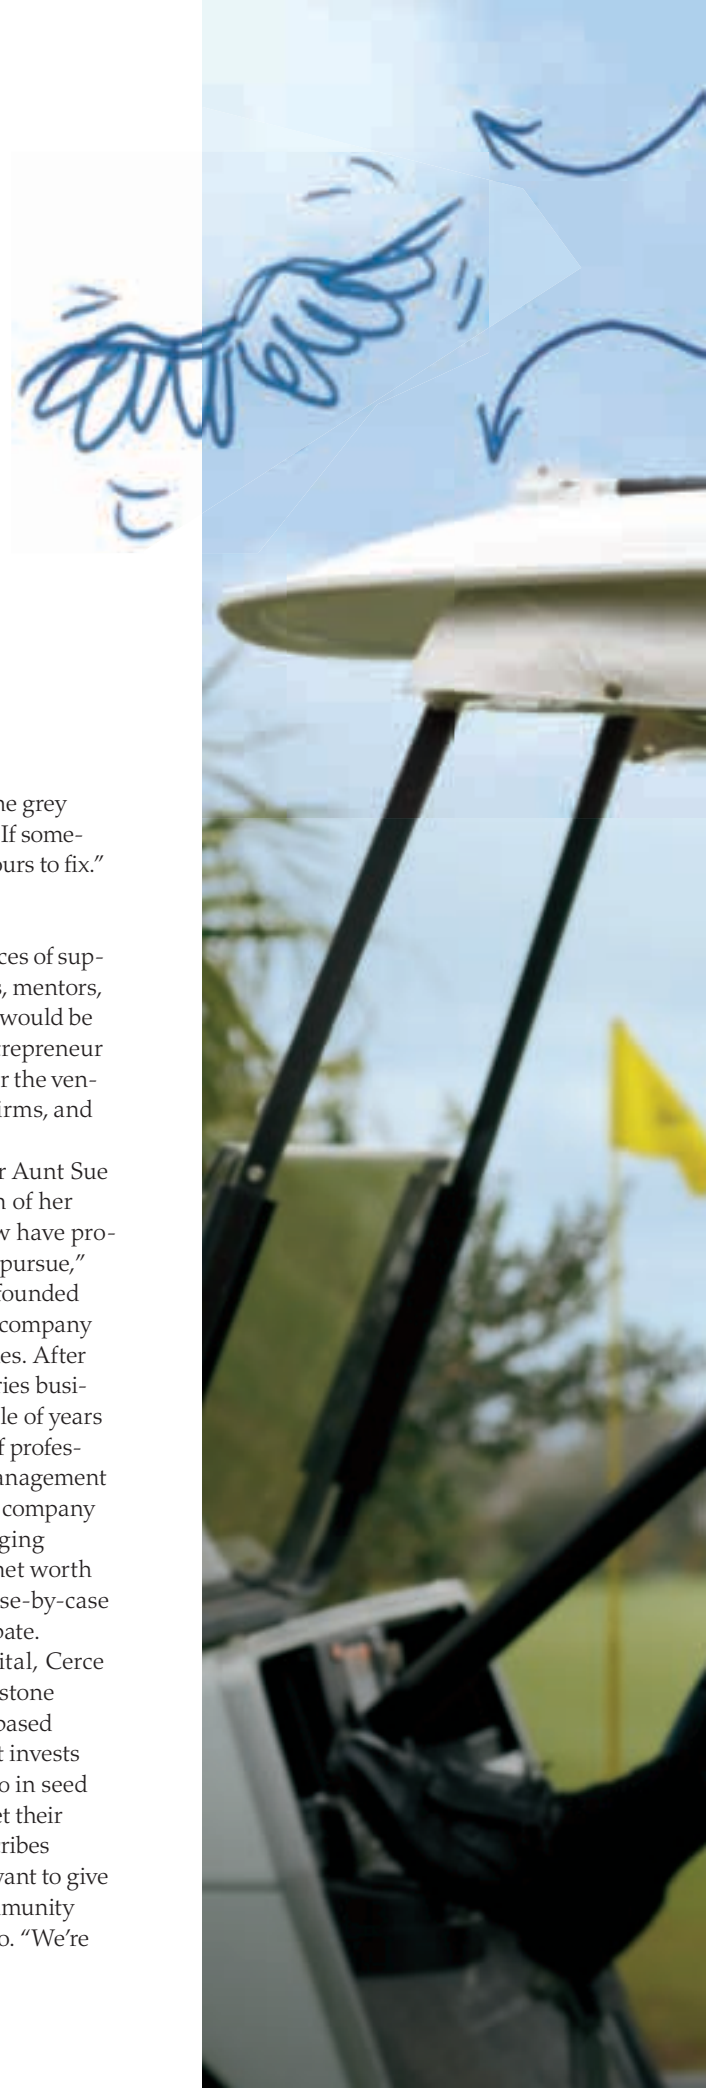 he grey
If some-
ours to fix.”
ces of sup-
s, mentors,
would be
trepreneur
r the ven-
irms, and
r Aunt Sue
n of her
w have pro-
pursue,”
founded
company
es. After
ries busi-
le of years
f profes-
anagement
company
ging
net worth
se-by-case
pate.
ital, Cerce
stone
based
t invests
o in seed
et their
ribes
vant to give
mmunity
o. “We’re